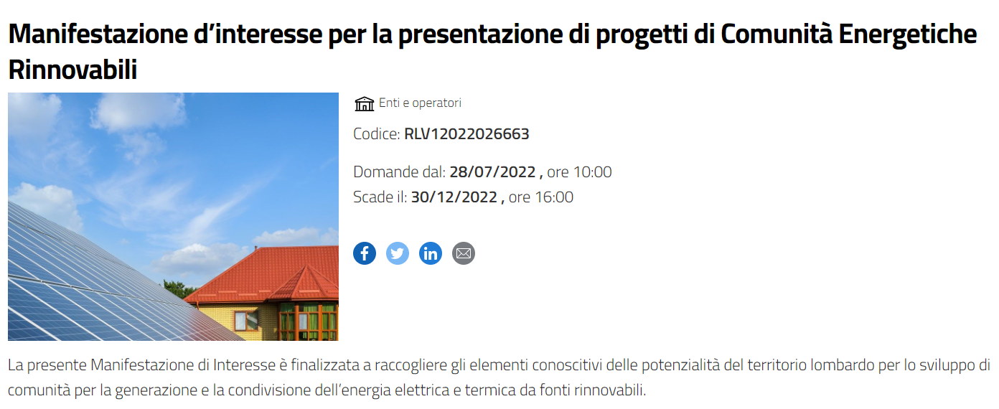 Manifestazione d’interesse per la presentazione di progetti di Comunità Energetiche
Rinnovabili
Enti e operatori
Codice: RLV12022026663
Domande dal: 28/07/2022 , ore 10:00
Scade il: 30/12/2022 , ore 16:00
La presente Manifestazione di Interesse è finalizzata a raccogliere gli elementi conoscitivi delle potenzialità del territorio lombardo per lo sviluppo di
comunità per la generazione e la condivisione dell’energia elettrica e termica da fonti rinnovabili.